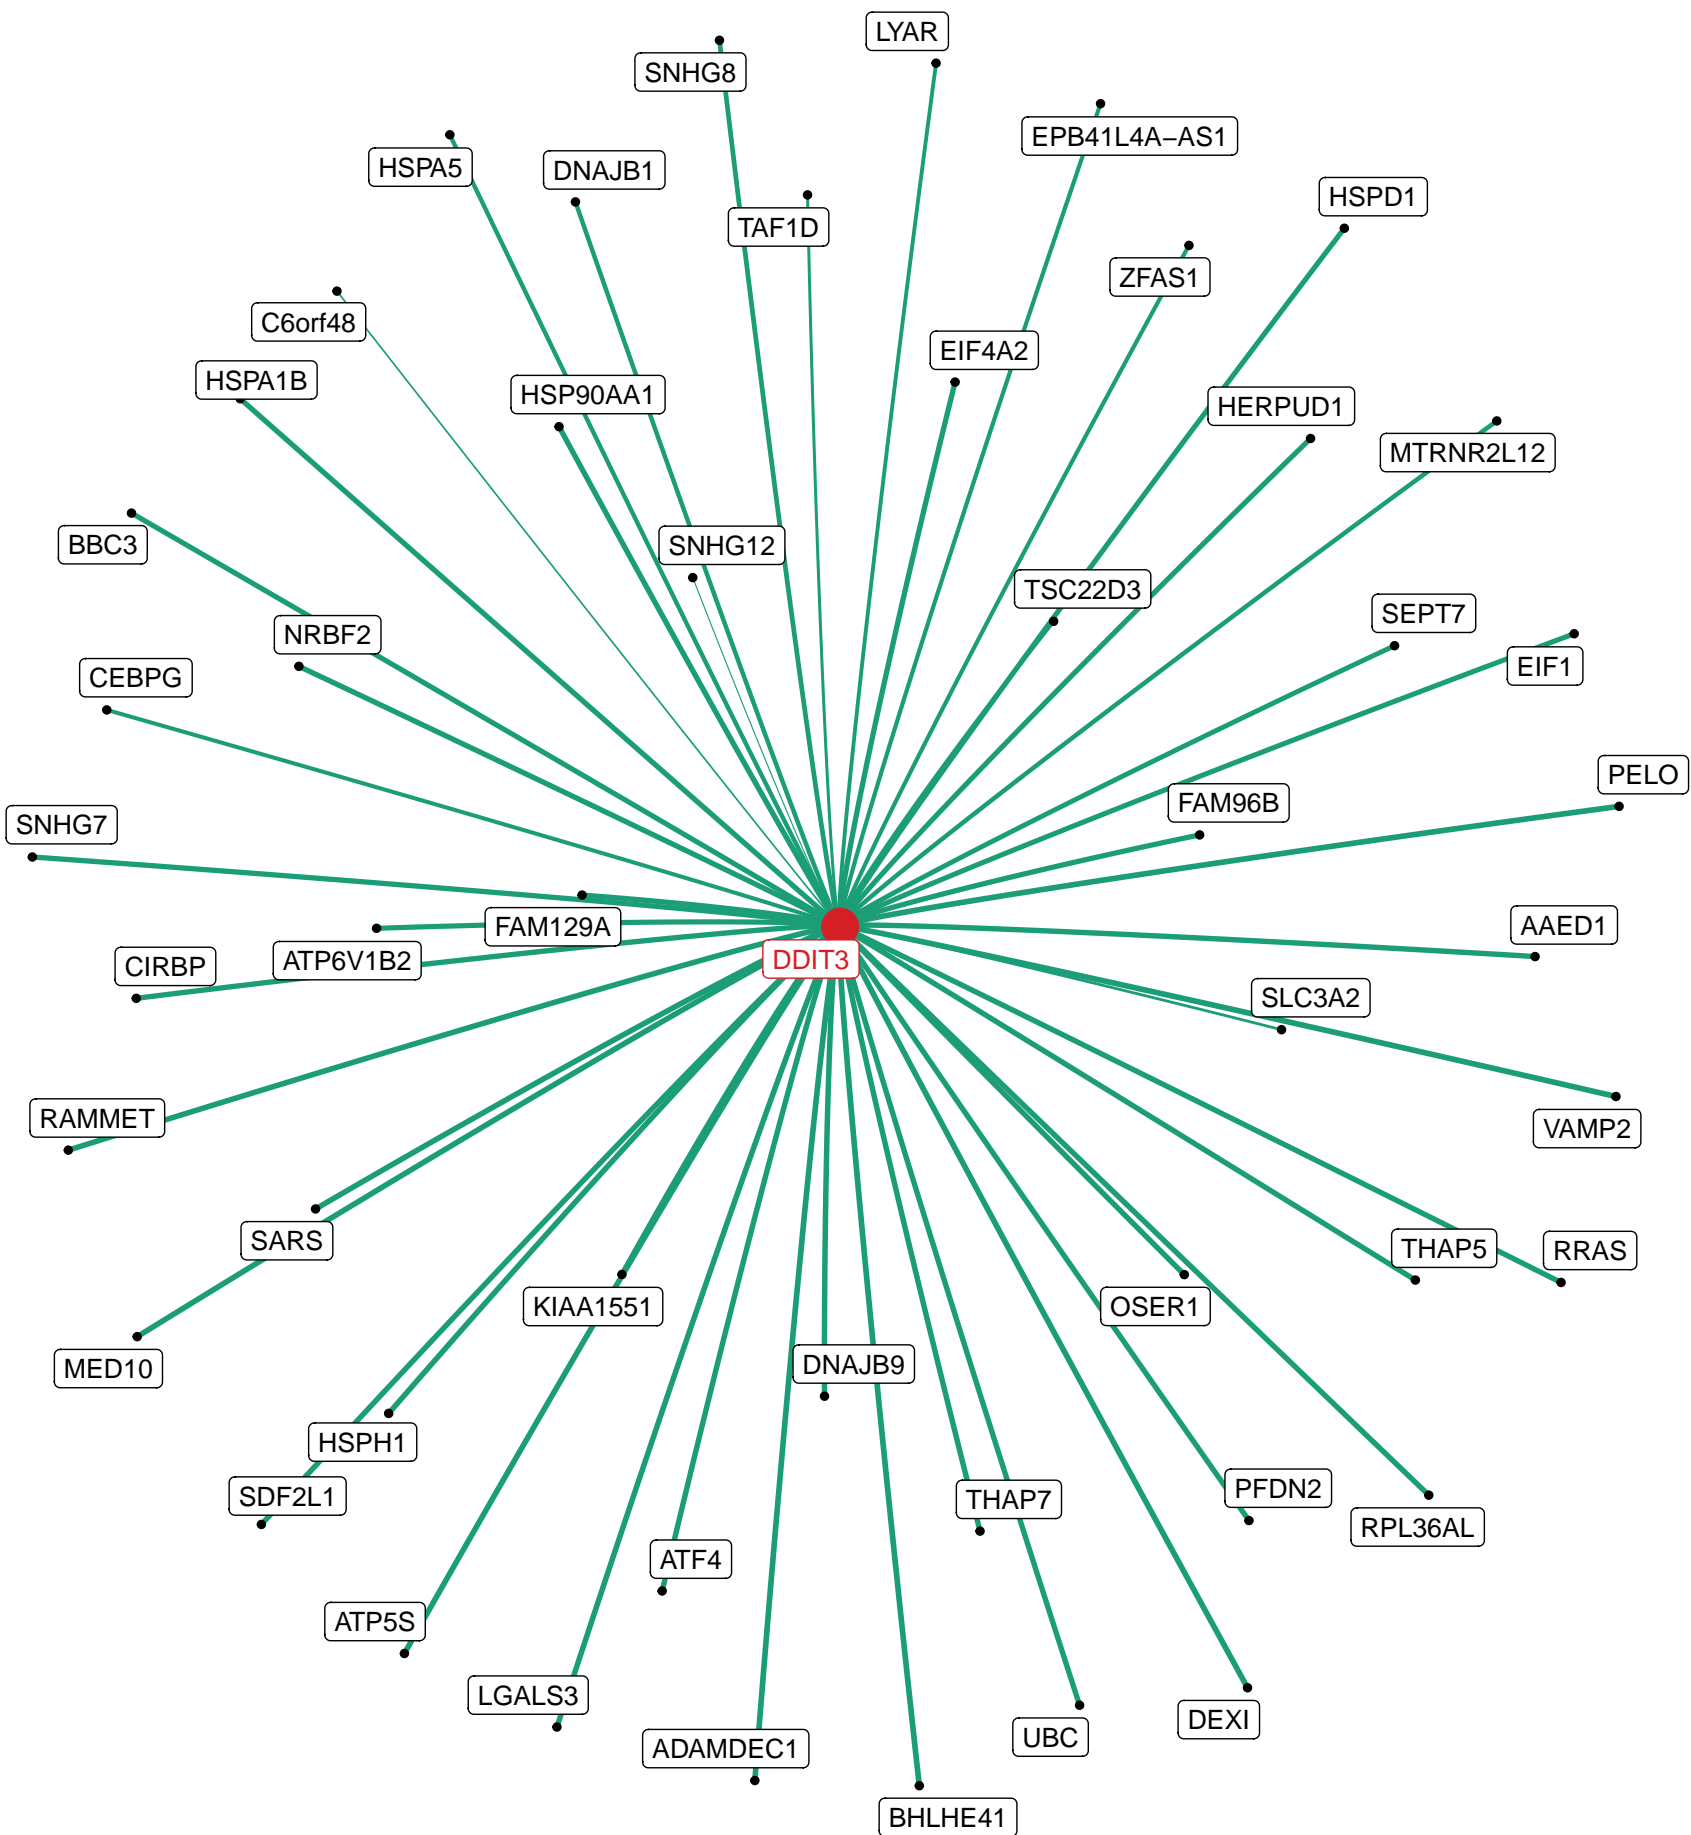 LYAR
SNHG8
EPB41L4A−AS1
HSPA5
DNAJB1
HSPD1
TAF1D
ZFAS1
C6orf48
EIF4A2
HSPA1B
HSP90AA1
HERPUD1
MTRNR2L12
BBC3
SNHG12
TSC22D3
SEPT7
NRBF2
EIF1
CEBPG
PELO
FAM96B
SNHG7
AAED1
FAM129A
ATP6V1B2
DDIT3
CIRBP
SLC3A2
RAMMET
VAMP2
SARS
THAP5
RRAS
KIAA1551
OSER1
MED10
DNAJB9
HSPH1
PFDN2
SDF2L1
THAP7
RPL36AL
ATF4
ATP5S
LGALS3
DEXI
UBC
ADAMDEC1
BHLHE41